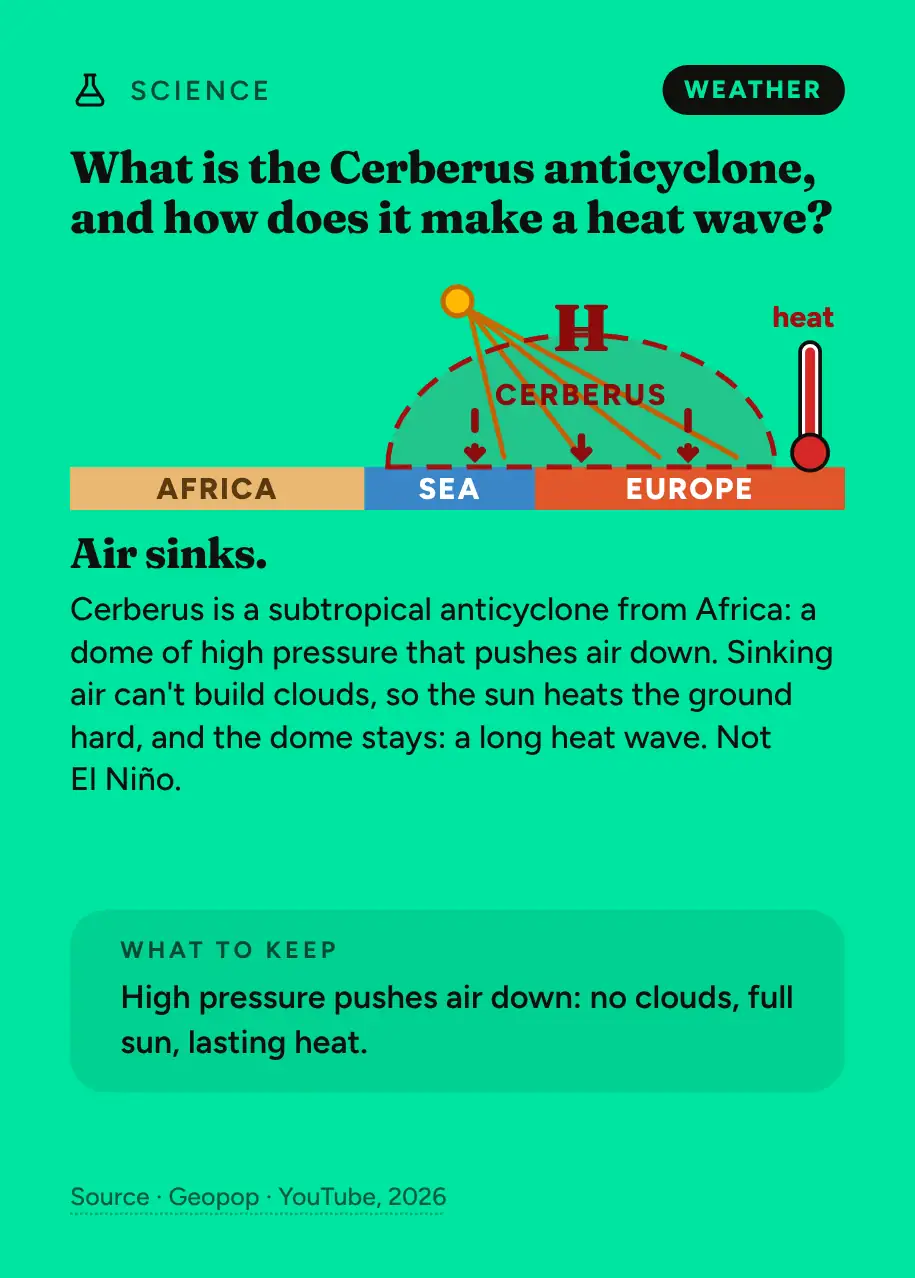 SCIENCE
WEATHER
What is the Cerberus anticyclone,
and how does it make a heat wave?
H
heat
CERBERUS
AFRICA
SEA
EUROPE
Air sinks.
Cerberus is a subtropical anticyclone from Africa: a
dome of high pressure that pushes air down. Sinking
air can't build clouds, so the sun heats the ground
hard, and the dome stays: a long heat wave. Not
El Niño.
WHAT TO KEEP
High pressure pushes air down: no clouds, full
sun, lasting heat.
Source · Geopop · YouTube, 2026